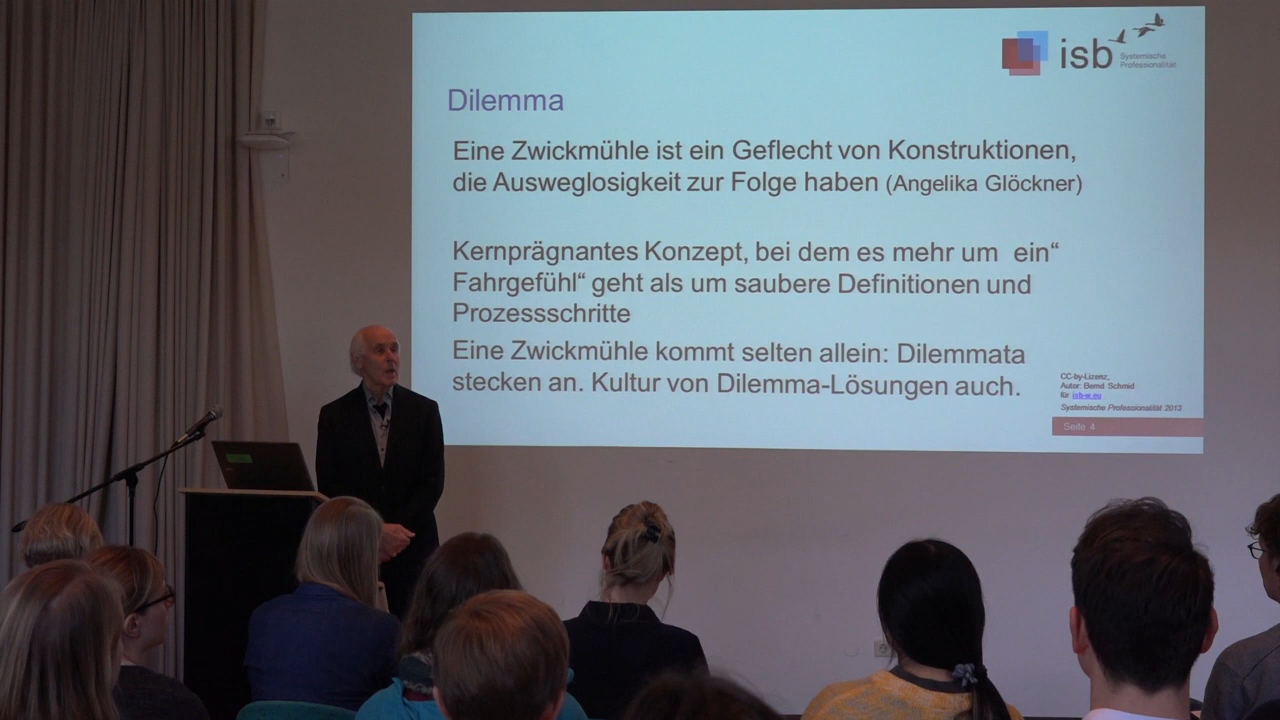 isb
Systemische
Professionalität
Dilemma
Eine Zwickmühle ist ein Geflecht von Konstruktionen,
die Ausweglosigkeit zur Folge haben (Angelika Glöckner)
Kernprägnantes Konzept, bei dem es mehr um ein“
Fahrgefühl“ geht als um saubere Definitionen und
Prozessschritte
Eine Zwickmühle kommt selten allein: Dilemmata
stecken an. Kultur von Dilemma-Lösungen auch.
CC-by-Lizenz,
Autor: Bernd Schmid
für isb-w.eu
Systemische Professionalität 2013
Seite 4